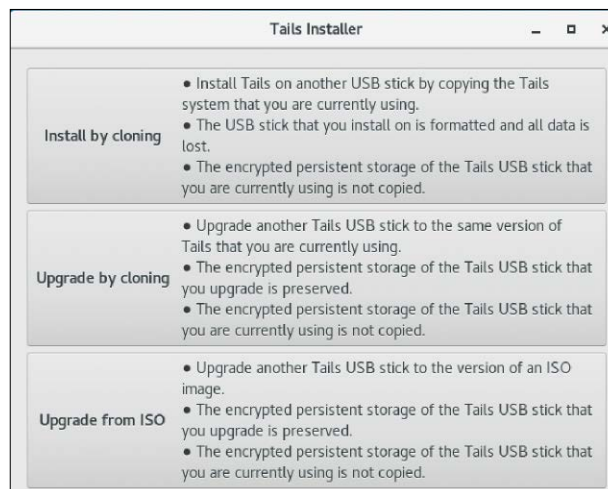 Tails Installer
Install by cloning
● Install Tails on another USB stick by copying the Tails
system that you are currently using.
● The USB stick that you install on is formatted and all data is
lost.
● The encrypted persistent storage of the Tails USB stick that
you are currently using is not copied.
Upgrade by cloning
● Upgrade another Tails USB stick to the same version of
Tails that you are currently using.
● The encrypted persistent storage of the Tails USB stick that
you upgrade is preserved.
● The encrypted persistent storage of the Tails USB stick that
you are currently using is not copied.
Upgrade from ISO
● Upgrade another Tails USB stick to the version of an ISO
image.
● The encrypted persistent storage of the Tails USB stick that
you upgrade is preserved.
● The encrypted persistent storage of the Tails USB stick that
you are currently using is not copied.